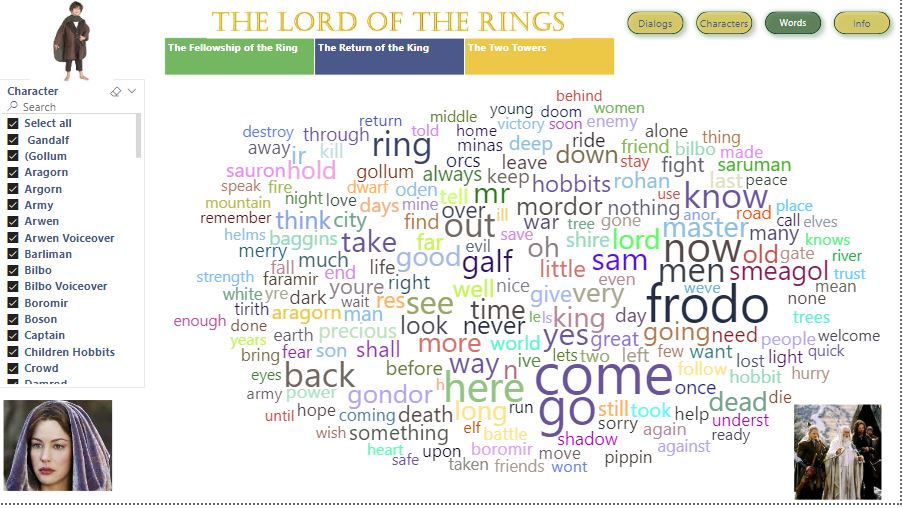 THE LORD OF THE RINGS
Dialogs Characters Words Info
The Fellowship of the Ring The Return of the King The Two Towers
Character
Search
Select all
Gandalf
(Gollum
Aragorn
Argorn
Army
Arwen
Arwen Voiceover
Barliman
Bilbo
Bilbo Voiceover
Boromir
Boson
Captain
Children Hobbits
Crowd
Damrod
behind
young doom women
return middle victory soon enemy
destroy through told home minas deep ride friend alone thing
away ir kill ring orcs leave down stay bilbo made
sauron hold gollum always keep hobbits rohan fight saruman
speak fire dwarf oden tell mr use last peace
mountain night love days mine over mordor nothing know
remember think city find out ill war tree gone anor road place
helms baggins take far evil save oh shire lord master many call elves
merry much good galf sam now old gate knows
fall end life little even men smeagol river
strength faramir youre right well nice give very weve trust
white yre dark wait res see time frodo mean
tirith aragorn man look never le ls king day none
enough done precious yes great going need trees
years earth more world people welcome
bring fear son shall before way n ive lets two left few want lost light quick
eyes back here come follow hobbit hurry
army power gondor h go once dead die
until hope coming death long run still took help underst
wish something elf battle sorry again ready
heart upon boromir move shadow against
safe taken friends wont pippin